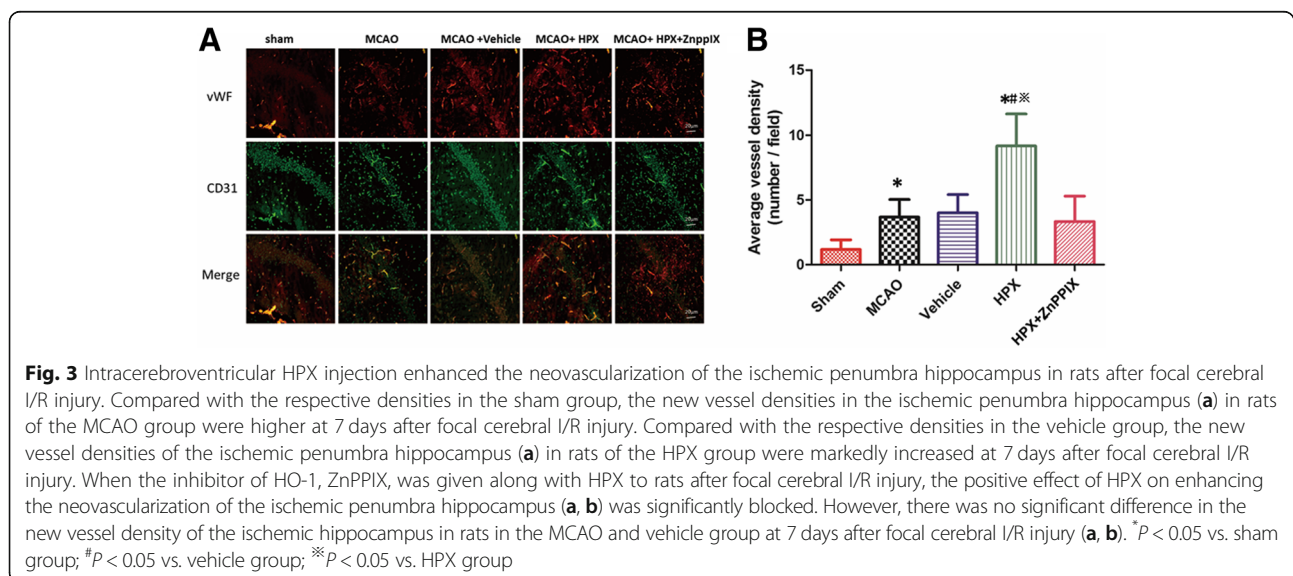 A
sham MCAO MCAO +Vehicle MCAO+ HPX MCAO+ HPX+ZnppIX
vWF
20μm
CD31
20μm
Merge
20μm
B
Average vessel density
(number / field)
15
10
5
0
*
*#※
Sham MCAO Vehicle HPX HPX+ZnPPIX
Fig. 3 Intracerebroventricular HPX injection enhanced the neovascularization of the ischemic penumbra hippocampus in rats after focal cerebral
I/R injury. Compared with the respective densities in the sham group, the new vessel densities in the ischemic penumbra hippocampus (a) in rats
of the MCAO group were higher at 7 days after focal cerebral I/R injury. Compared with the respective densities in the vehicle group, the new
vessel densities of the ischemic penumbra hippocampus (a) in rats of the HPX group were markedly increased at 7 days after focal cerebral I/R
injury. When the inhibitor of HO-1, ZnPPIX, was given along with HPX to rats after focal cerebral I/R injury, the positive effect of HPX on enhancing
the neovascularization of the ischemic penumbra hippocampus (a, b) was significantly blocked. However, there was no significant difference in the
new vessel density of the ischemic hippocampus in rats in the MCAO and vehicle group at 7 days after focal cerebral I/R injury (a, b). *P < 0.05 vs. sham
group; #P < 0.05 vs. vehicle group; ※P < 0.05 vs. HPX group